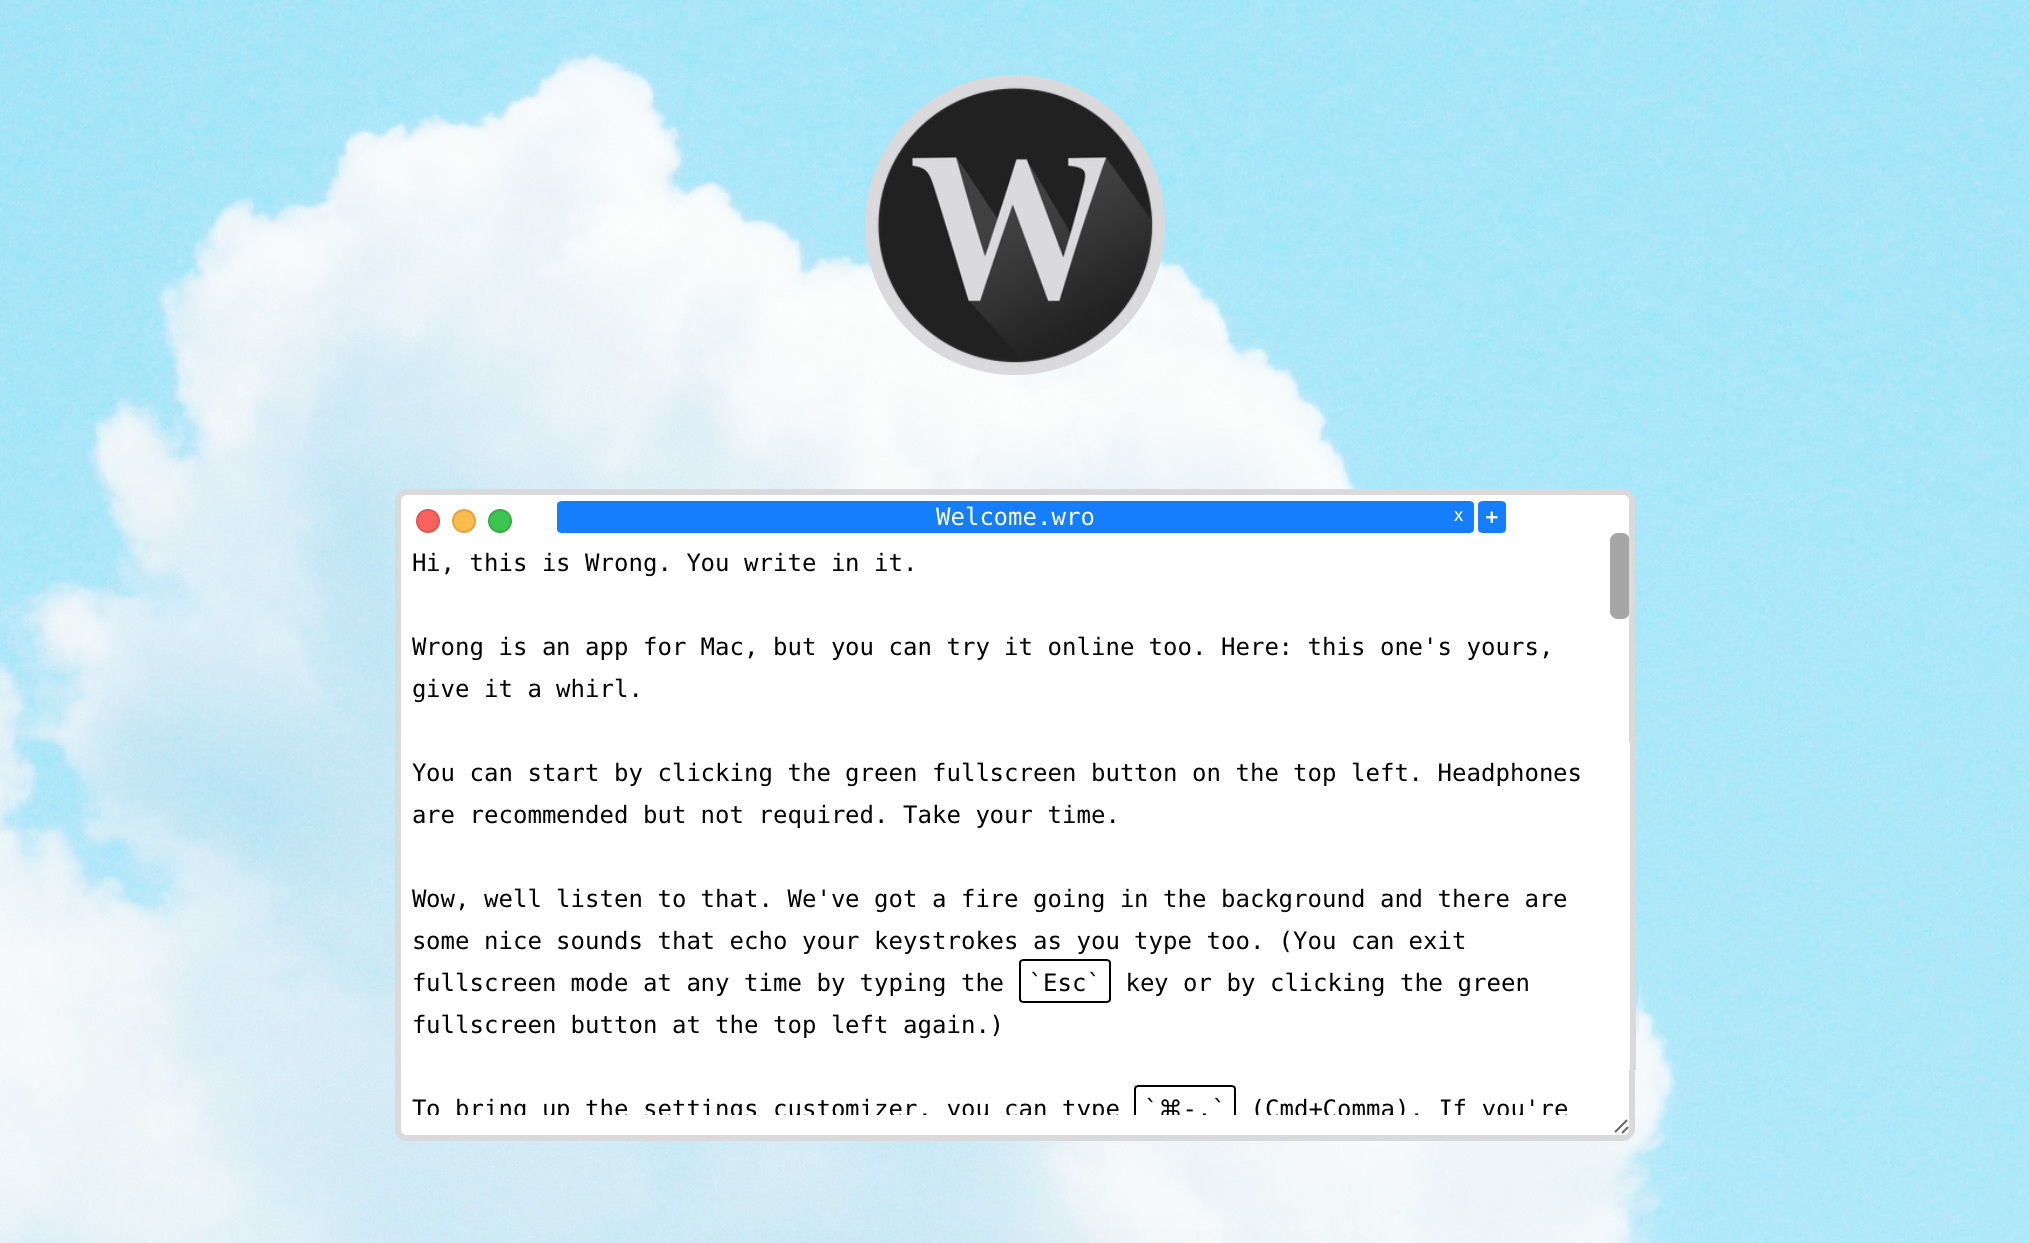 W
Welcome.wro x +
Hi, this is Wrong. You write in it.
Wrong is an app for Mac, but you can try it online too. Here: this one's yours,
give it a whirl.
You can start by clicking the green fullscreen button on the top left. Headphones
are recommended but not required. Take your time.
Wow, well listen to that. We've got a fire going in the background and there are
some nice sounds that echo your keystrokes as you type too. (You can exit
fullscreen mode at any time by typing the `Esc` key or by clicking the green
fullscreen button at the top left again.)
To bring up the settings customizer, you can type `⌘-,` (Cmd+Comma). If you're